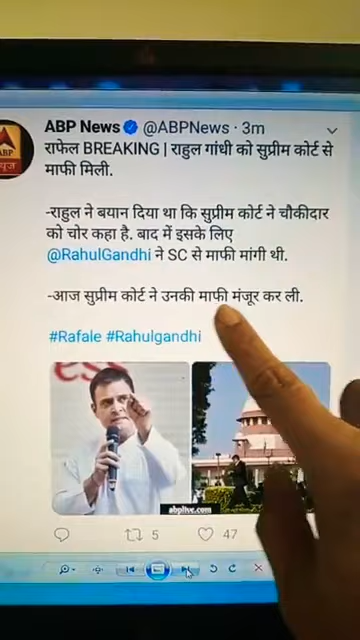 ABP News @ABPNews · 3m
राफेल BREAKING | राहुल गांधी को सुप्रीम कोर्ट से
माफी मिली.
ABP
न्यूज़
-राहुल ने बयान दिया था कि सुप्रीम कोर्ट ने चौकीदार
को चोर कहा है. बाद में इसके लिए
@RahulGandhi ने SC से माफी मांगी थी.
-आज सुप्रीम कोर्ट ने उनकी माफी मंजूर कर ली.
#Rafale #Rahulgandhi
abplive.com
5
47